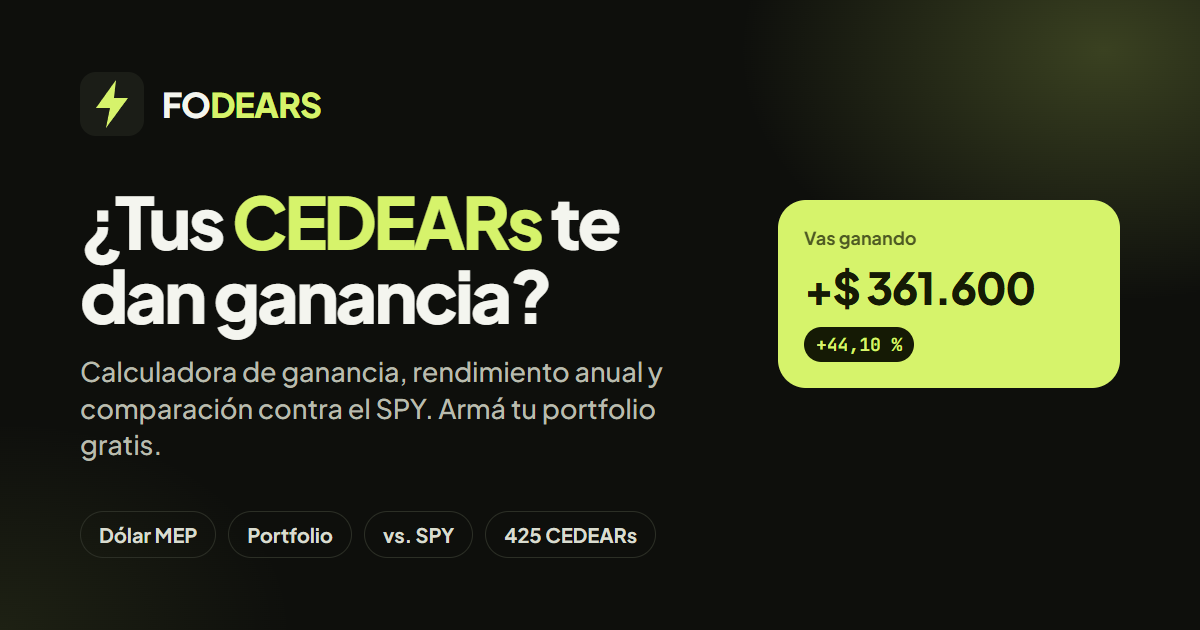 FODEARS
¿Tus CEDEARs te
dan ganancia?
Calculadora de ganancia, rendimiento anual y
comparación contra el SPY. Armá tu portfolio
gratis.
Dólar MEP
Portfolio
vs. SPY
425 CEDEARs
Vas ganando
+$ 361.600
+44,10 %